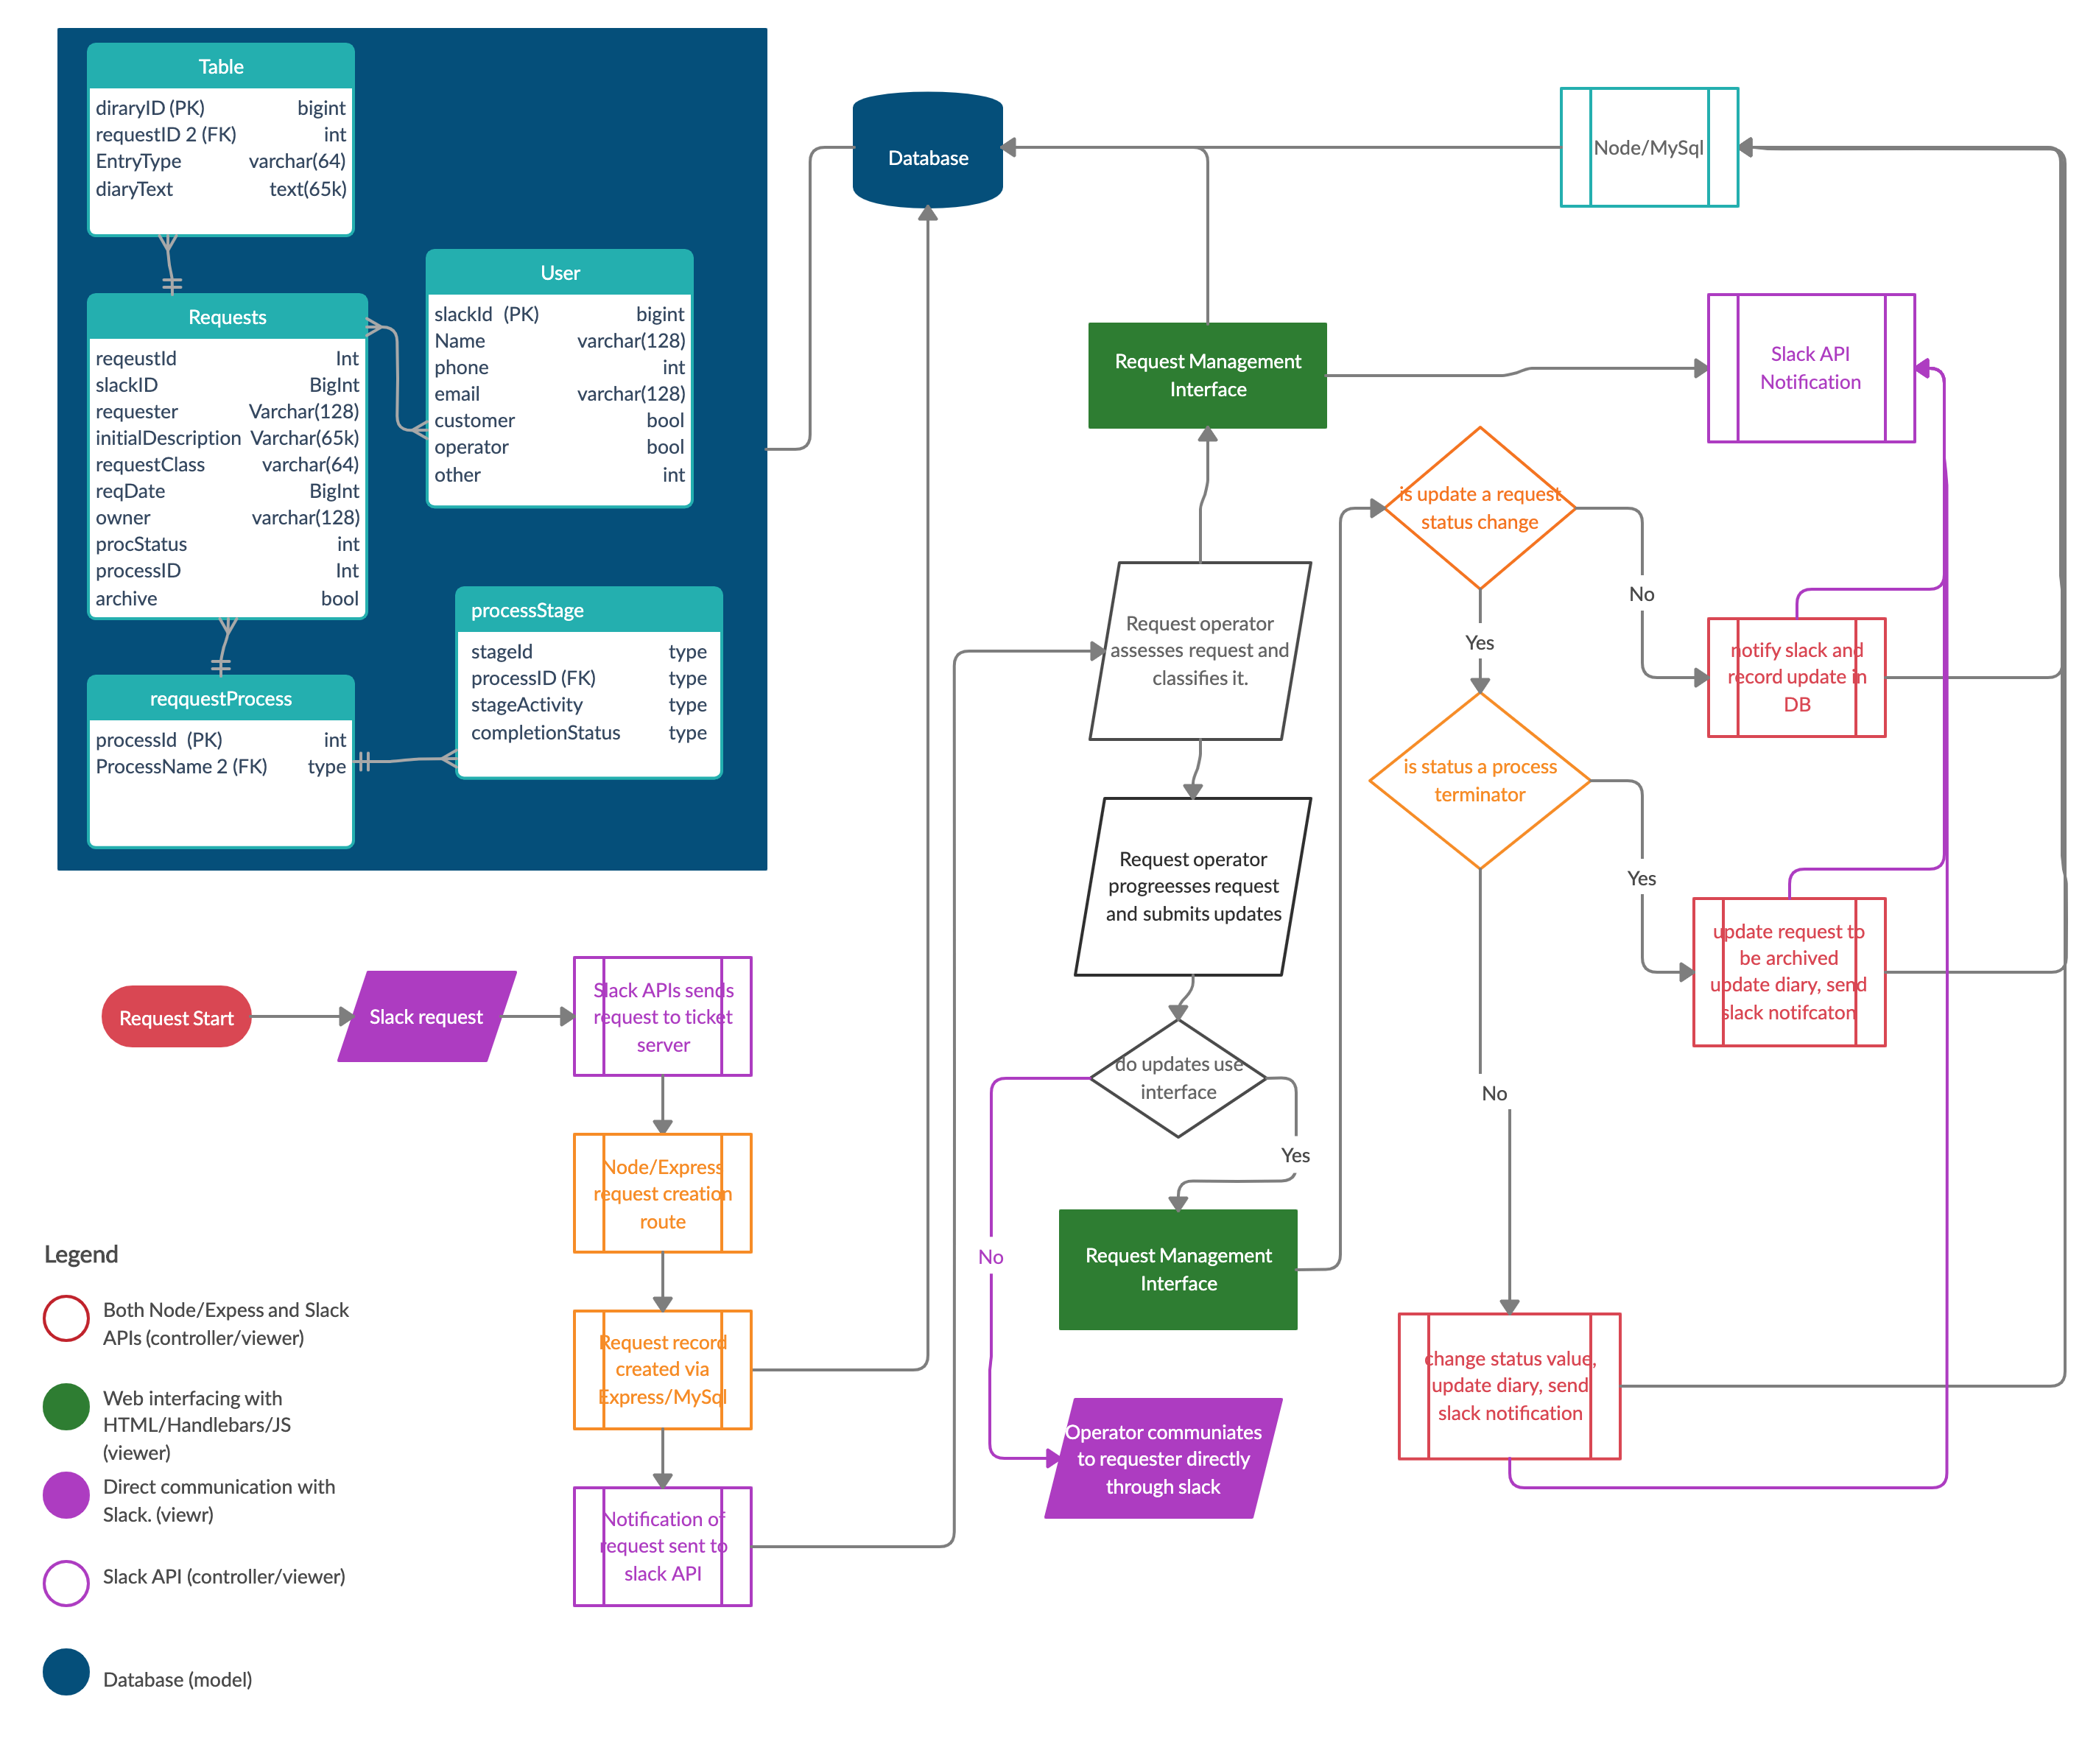 Table
diraryID (PK) bigint
requestID 2 (FK) int
EntryType varchar(64)
diaryText text(65k)
User
slackId (PK) bigint
Name varchar(128)
phone int
email varchar(128)
customer bool
operator bool
other int
Requests
reqeustId Int
slackID BigInt
requester Varchar(128)
initialDescription Varchar(65k)
requestClass varchar(64)
reqDate BigInt
owner varchar(128)
procStatus int
processID Int
archive bool
processStage
stageId type
processID (FK) type
stageActivity type
completionStatus type
reqquestProcess
processId (PK) int
ProcessName 2 (FK) type
Database
Node/MySql
Request Management
Interface
Slack API
Notification
is update a request
status change
No
Yes
Request operator
assesses request and
classifies it.
notify slack and
record update in
DB
is status a process
terminator
Yes
No
Request operator
progreesses request
and submits updates
update request to
be archived
update diary, send
slack notifcaton
Request Start
Slack request
Slack APIs sends
request to ticket
server
do updates use
interface
Yes
No
Node/Express
request creation
route
Request Management
Interface
Request record
created via
Express/MySql
change status value,
update diary, send
slack notification
Operator communiates
to requester directly
through slack
Notification of
request sent to
slack API
Legend
Both Node/Expess and Slack
APIs (controller/viewer)
Web interfacing with
HTML/Handlebars/JS
(viewer)
Direct communication with
Slack. (viewr)
Slack API (controller/viewer)
Database (model)